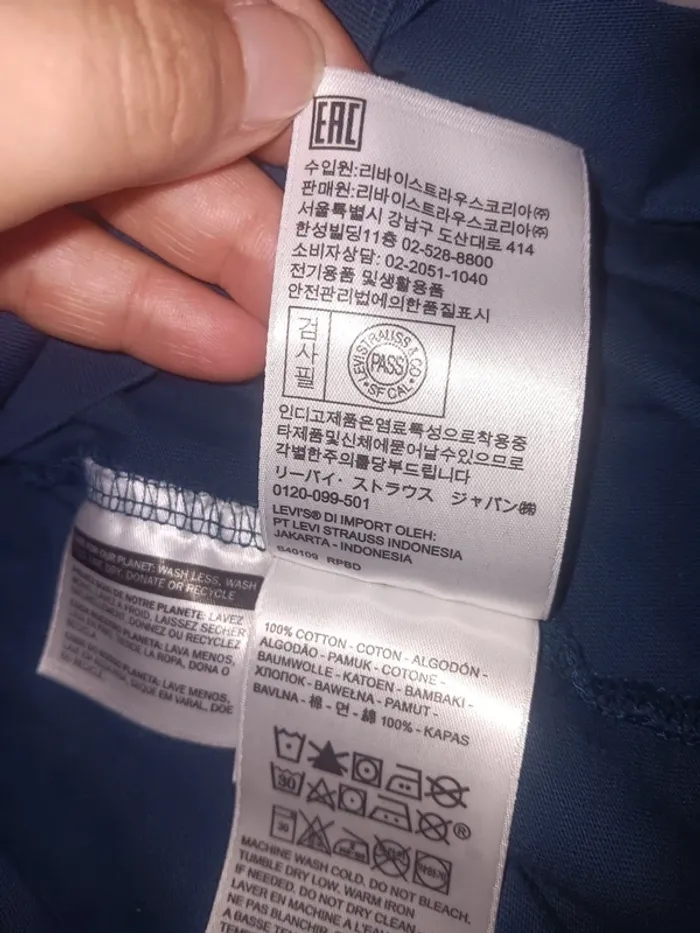 EAC
수입원:리바이스트라우스코리아㈜
판매원:리바이스트라우스코리아㈜
서울특별시 강남구 도산대로 414
한성빌딩11층 02-528-8800
소비자상담: 02-2051-1040
전기용품 및생활용품
안전관리법에의한품질표시
검사필
LEVI STRAUSS & CO
PASS
SF CAL
인디고제품은염료특성으로착용중
타제품및신체에묻어날수있으므로
각별한주의를당부드립니다
リーバイ・ストラウス ジャパン㈱
0120-099-501
LEVI'S® DI IMPORT OLEH:
PT LEVI STRAUSS INDONESIA
JAKARTA - INDONESIA
S40109 RPBD
FOR OUR PLANET: WASH LESS, WASH
DRY, DONATE OR RECYCLE
DE NOTRE PLANETE: LAVEZ
À FROID, LAISSEZ SECHER
DONNEZ OU RECYCLEZ
PLANETA: LAVA MENOS,
LA ROPA, DONA O
PLANETA: LAVE MENOS,
SEQUE EM VARAL, DOE
100% COTTON - COTON - ALGODÓN -
ALGODÃO - PAMUK - COTONE -
BAUMWOLLE - KATOEN - BAMBAKI -
ХЛОПОК - BAWEŁNA - PAMUT -
BAVLNA - 棉 - 면 - 綿 100% - KAPAS
30
®
30
MACHINE WASH COLD. DO NOT BLEACH.
TUMBLE DRY LOW. WARM IRON
IF NEEDED. DO NOT DRY CLEAN -
LAVER EN MACHINE À L'EAU
NE PAS BLANCHIR.
A BASSE